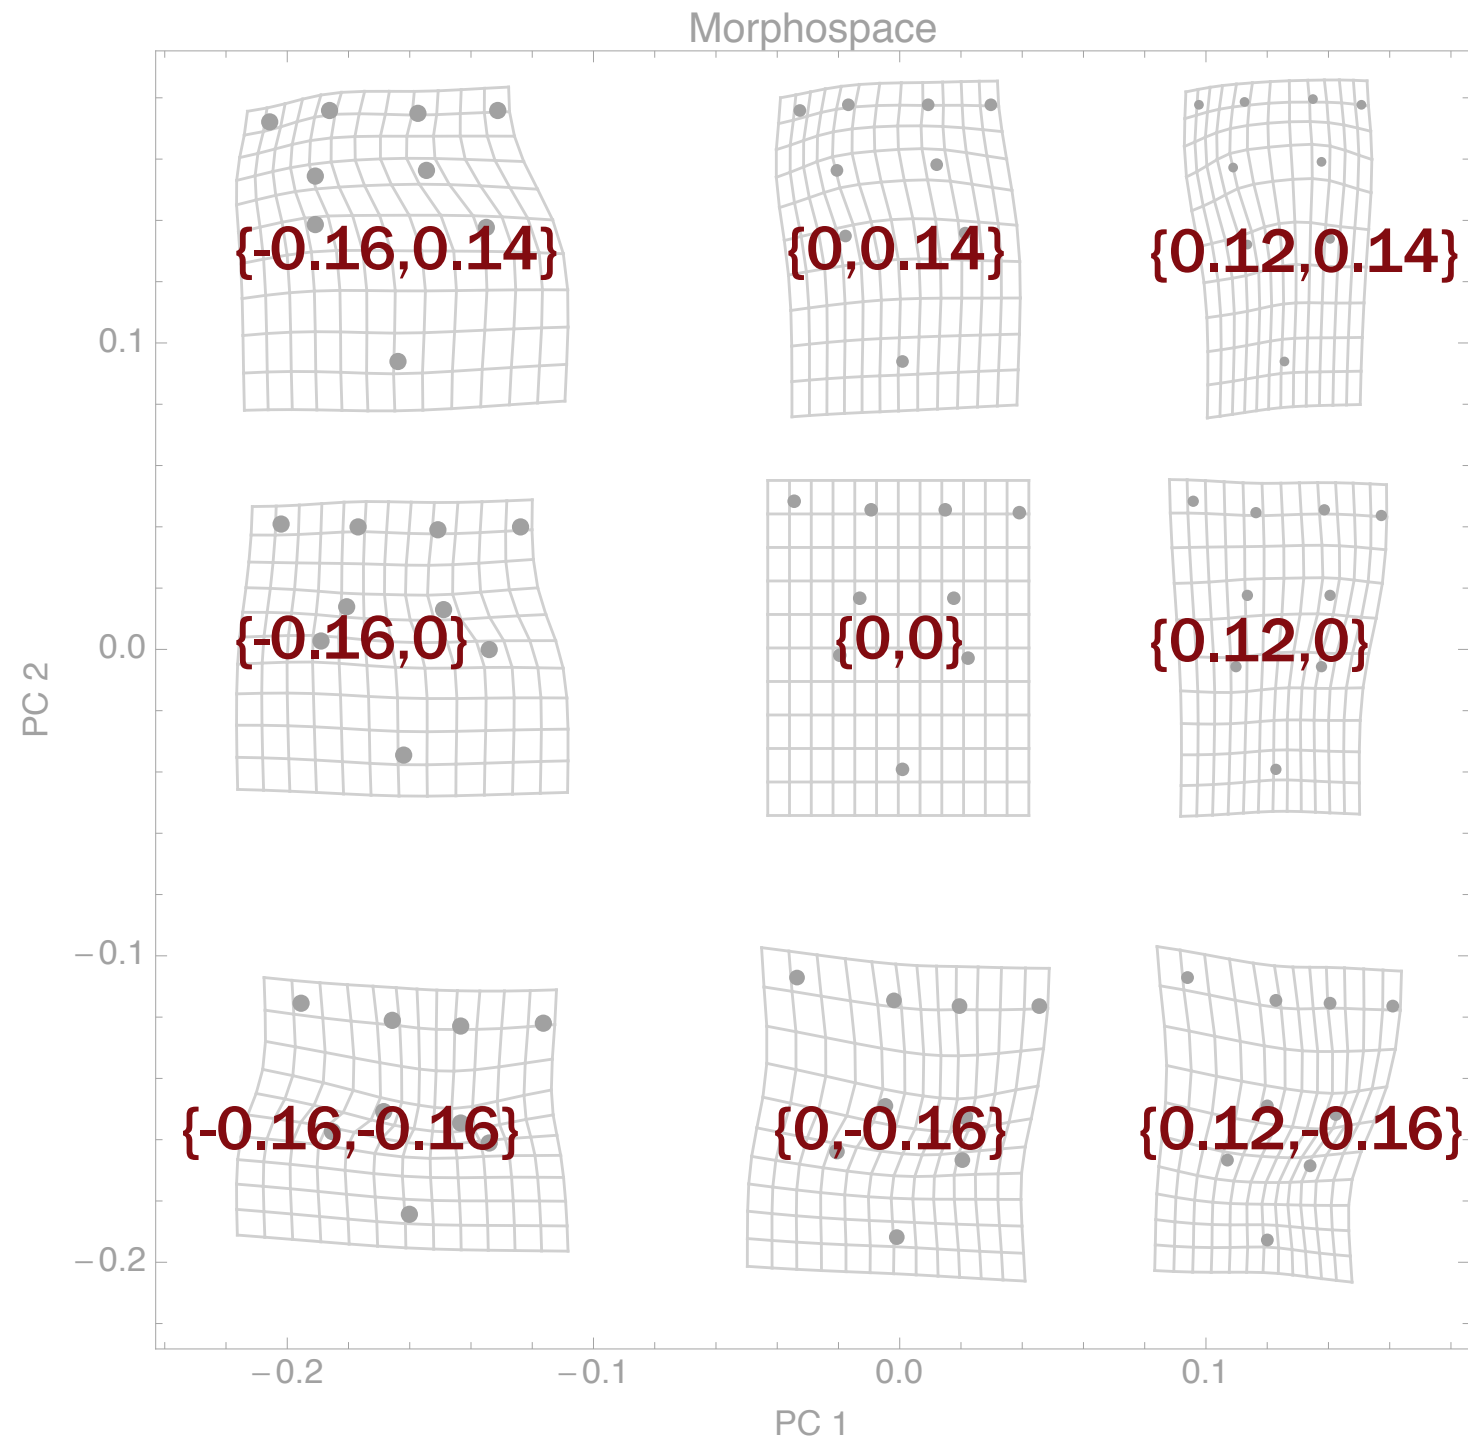 Morphospace
{-0.16,0.14} {0,0.14} {0.12,0.14}
0.1
{-0.16,0} {0,0} {0.12,0}
0.0
PC 2
−0.1
{-0.16,-0.16} {0,-0.16} {0.12,-0.16}
−0.2
−0.2 −0.1 0.0 0.1
PC 1